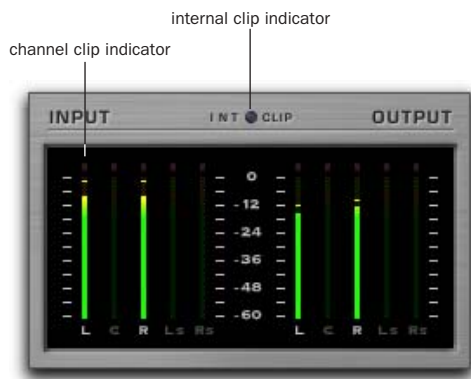 internal clip indicator
channel clip indicator
INPUT INT CLIP OUTPUT
0
-12
-24
-36
-48
-60
L C R Ls Rs L C R Ls Rs